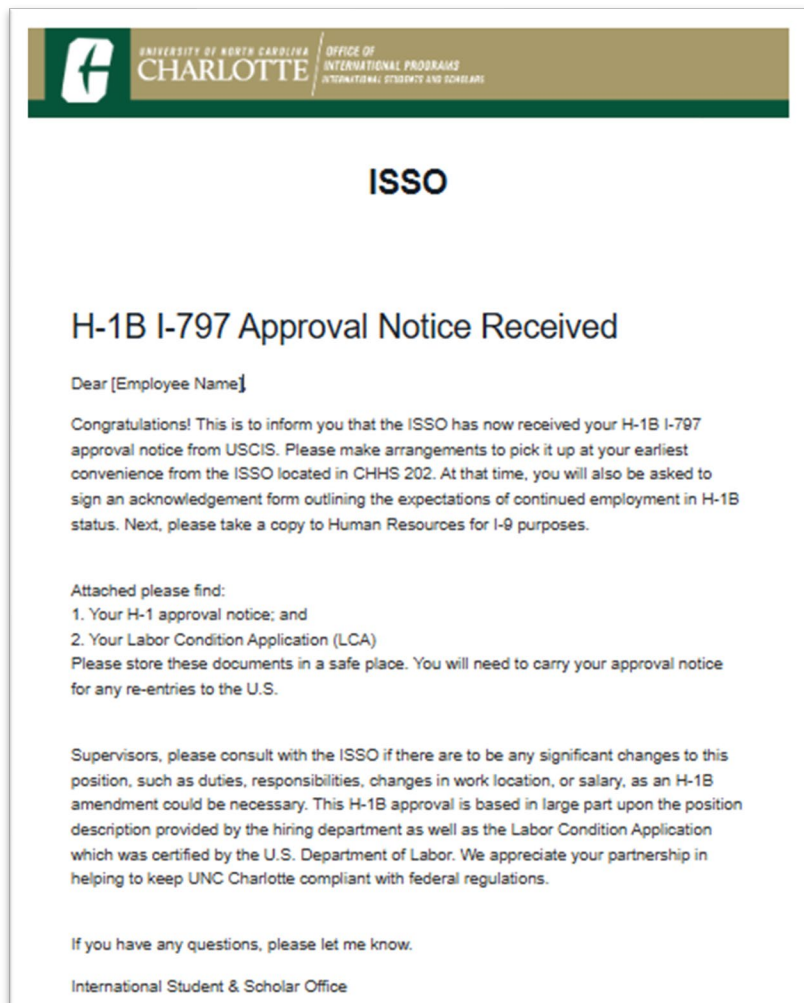 UNIVERSITY OF NORTH CAROLINA
CHARLOTTE
OFFICE OF
INTERNATIONAL PROGRAMS
INTERNATIONAL STUDENTS AND SCHOLARS
ISSO
H-1B I-797 Approval Notice Received
Dear [Employee Name],
Congratulations! This is to inform you that the ISSO has now received your H-1B I-797
approval notice from USCIS. Please make arrangements to pick it up at your earliest
convenience from the ISSO located in CHHS 202. At that time, you will also be asked to
sign an acknowledgement form outlining the expectations of continued employment in H-1B
status. Next, please take a copy to Human Resources for I-9 purposes.
Attached please find:
1. Your H-1 approval notice; and
2. Your Labor Condition Application (LCA)
Please store these documents in a safe place. You will need to carry your approval notice
for any re-entries to the U.S.
Supervisors, please consult with the ISSO if there are to be any significant changes to this
position, such as duties, responsibilities, changes in work location, or salary, as an H-1B
amendment could be necessary. This H-1B approval is based in large part upon the position
description provided by the hiring department as well as the Labor Condition Application
which was certified by the U.S. Department of Labor. We appreciate your partnership in
helping to keep UNC Charlotte compliant with federal regulations.
If you have any questions, please let me know.
International Student & Scholar Office